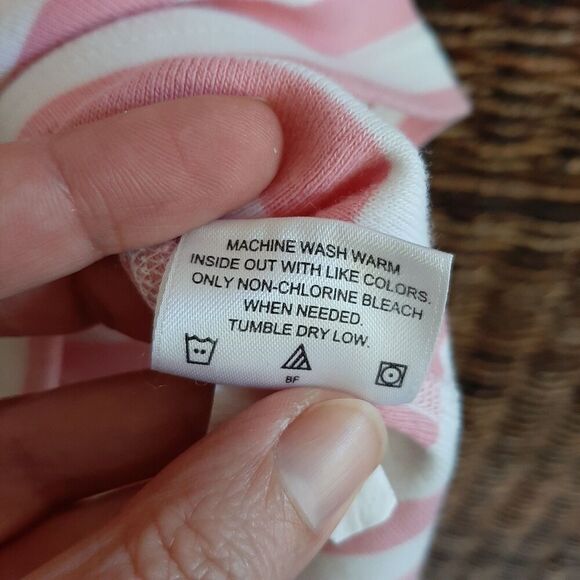 MACHINE WASH WARM
INSIDE OUT WITH LIKE COLORS.
ONLY NON-CHLORINE BLEACH
WHEN NEEDED.
TUMBLE DRY LOW.
BF